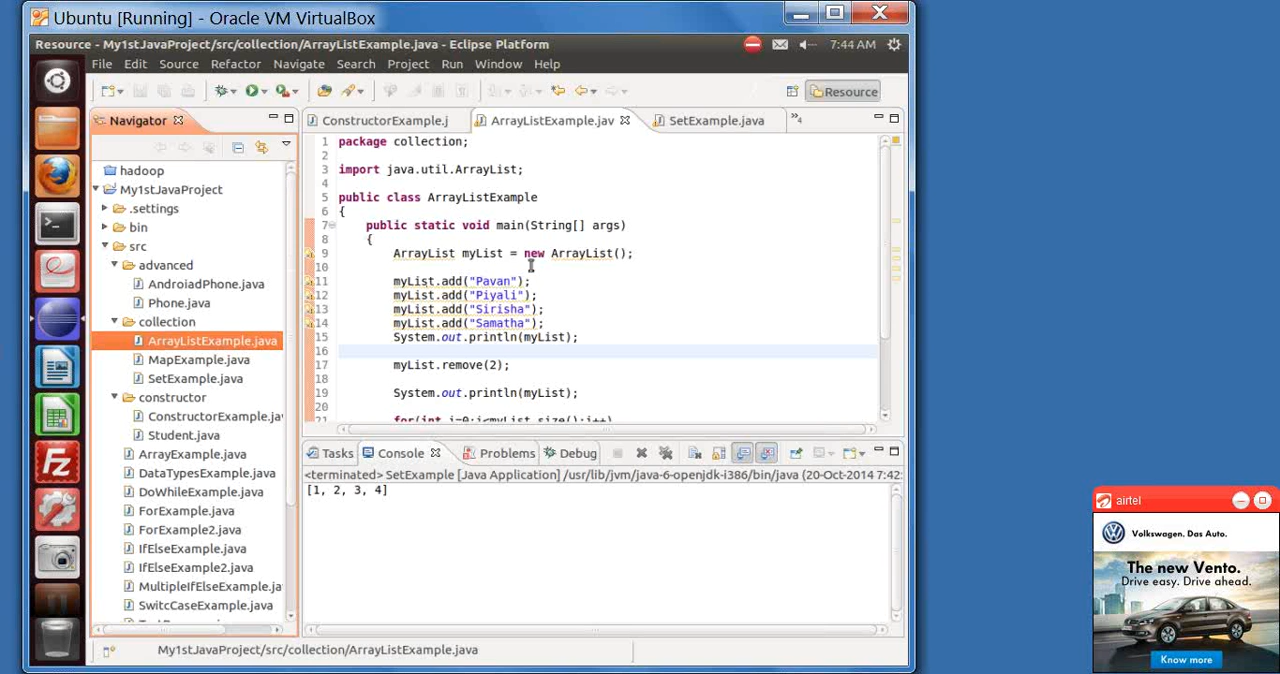 Ubuntu [Running] - Oracle VM VirtualBox
Resource - My1stJavaProject/src/collection/ArrayListExample.java - Eclipse Platform
7:44 AM
File Edit Source Refactor Navigate Search Project Run Window Help
Resource
Navigator
ConstructorExample.j
ArrayListExample.jav
SetExample.java
»4
hadoop
My1stJavaProject
.settings
bin
src
advanced
AndroiadPhone.java
Phone.java
collection
ArrayListExample.java
MapExample.java
SetExample.java
constructor
ConstructorExample.jav
Student.java
ArrayExample.java
DataTypesExample.java
DoWhileExample.java
ForExample.java
ForExample2.java
IfElseExample.java
IfElseExample2.java
MultipleIfElseExample.ja
SwitcCaseExample.java
1 package collection;
2
3 import java.util.ArrayList;
4
5 public class ArrayListExample
6 {
7 public static void main(String[] args)
8 {
9 ArrayList myList = new ArrayList();
10
11 myList.add("Pavan");
12 myList.add("Piyali");
13 myList.add("Sirisha");
14 myList.add("Samatha");
15 System.out.println(myList);
16
17 myList.remove(2);
18
19 System.out.println(myList);
20
21 for(int i=0;i<myList.size();i++)
Tasks Console Problems Debug
<terminated> SetExample [Java Application] /usr/lib/jvm/java-6-openjdk-i386/bin/java (20-Oct-2014 7:42:
[1, 2, 3, 4]
My1stJavaProject/src/collection/ArrayListExample.java
airtel
Volkswagen. Das Auto.
The new Vento.
Drive easy. Drive ahead.
Know more